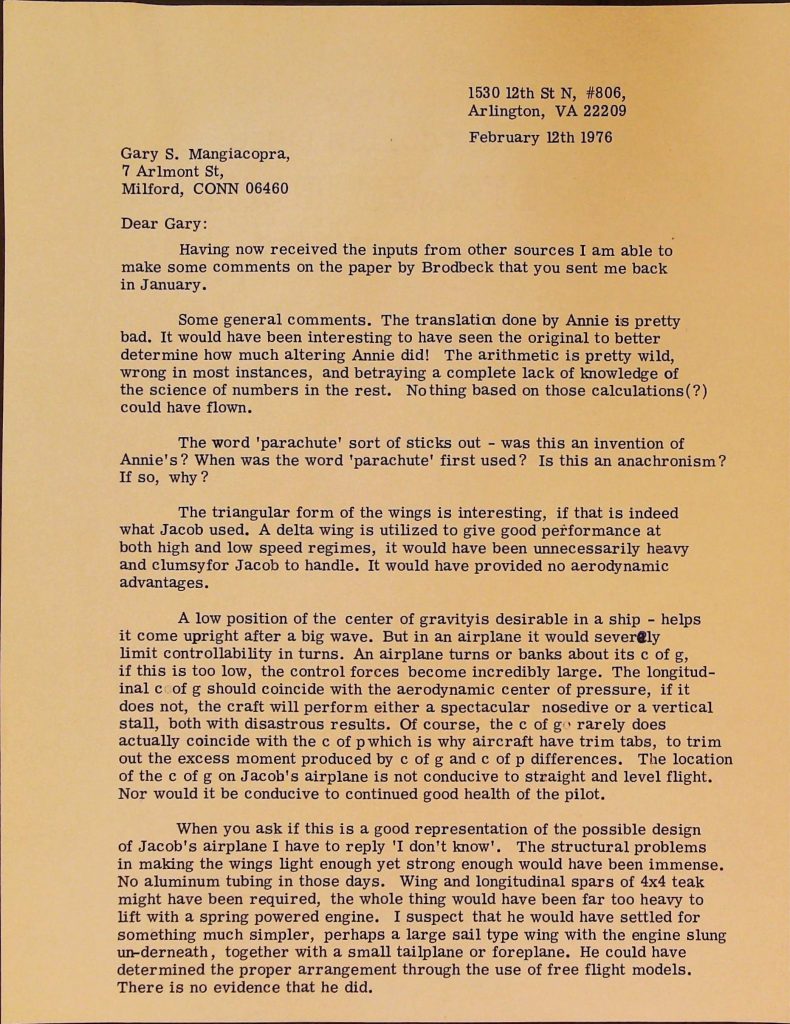 1530 12th St N, #806,
Arlington, VA 22209
February 12th 1976
Gary S. Mangiacopra,
7 Arlmont St,
Milford, CONN 06460
Dear Gary:
Having now received the inputs from other sources I am able to
make some comments on the paper by Brodbeck that you sent me back
in January.
Some general comments. The translation done by Annie is pretty
bad. It would have been interesting to have seen the original to better
determine how much altering Annie did! The arithmetic is pretty wild,
wrong in most instances, and betraying a complete lack of knowledge of
the science of numbers in the rest. Nothing based on those calculations(?)
could have flown.
The word 'parachute' sort of sticks out - was this an invention of
Annie's? When was the word 'parachute' first used? Is this an anachronism?
If so, why?
The triangular form of the wings is interesting, if that is indeed
what Jacob used. A delta wing is utilized to give good performance at
both high and low speed regimes, it would have been unnecessarily heavy
and clumsyfor Jacob to handle. It would have provided no aerodynamic
advantages.
A low position of the center of gravityis desirable in a ship - helps
it come upright after a big wave. But in an airplane it would severely
limit controllability in turns. An airplane turns or banks about its c of g,
if this is too low, the control forces become incredibly large. The longitud-
inal c of g should coincide with the aerodynamic center of pressure, if it
does not, the craft will perform either a spectacular nosedive or a vertical
stall, both with disastrous results. Of course, the c of g rarely does
actually coincide with the c of p which is why aircraft have trim tabs, to trim
out the excess moment produced by c of g and c of p differences. The location
of the c of g on Jacob's airplane is not conducive to straight and level flight.
Nor would it be conducive to continued good health of the pilot.
When you ask if this is a good representation of the possible design
of Jacob's airplane I have to reply 'I don't know'. The structural problems
in making the wings light enough yet strong enough would have been immense.
No aluminum tubing in those days. Wing and longitudinal spars of 4x4 teak
might have been required, the whole thing would have been far too heavy to
lift with a spring powered engine. I suspect that he would have settled for
something much simpler, perhaps a large sail type wing with the engine slung
un-derneath, together with a small tailplane or foreplane. He could have
determined the proper arrangement through the use of free flight models.
There is no evidence that he did.